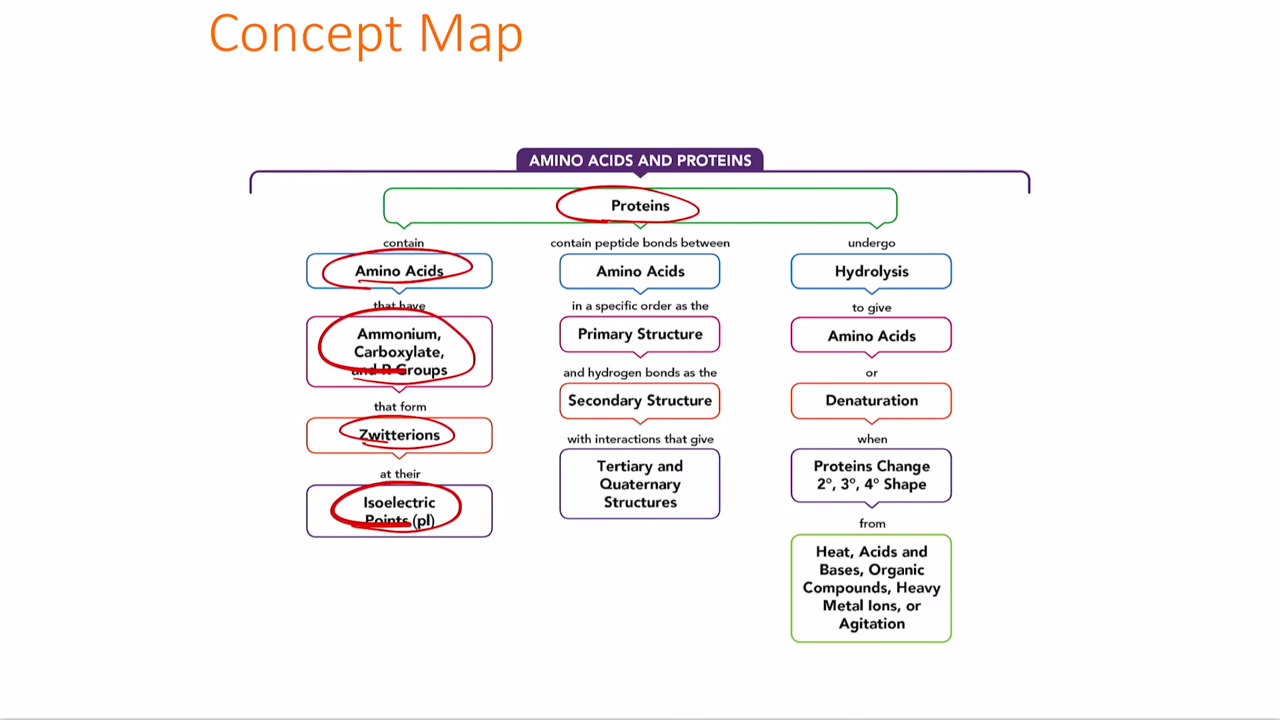 Concept Map
AMINO ACIDS AND PROTEINS
Proteins
contain
Amino Acids
that have
Ammonium,
Carboxylate,
and R Groups
that form
Zwitterions
at their
Isoelectric
Points (pI)
contain peptide bonds between
Amino Acids
in a specific order as the
Primary Structure
and hydrogen bonds as the
Secondary Structure
with interactions that give
Tertiary and
Quaternary
Structures
undergo
Hydrolysis
to give
Amino Acids
or
Denaturation
when
Proteins Change
2°, 3°, 4° Shape
from
Heat, Acids and
Bases, Organic
Compounds, Heavy
Metal Ions, or
Agitation